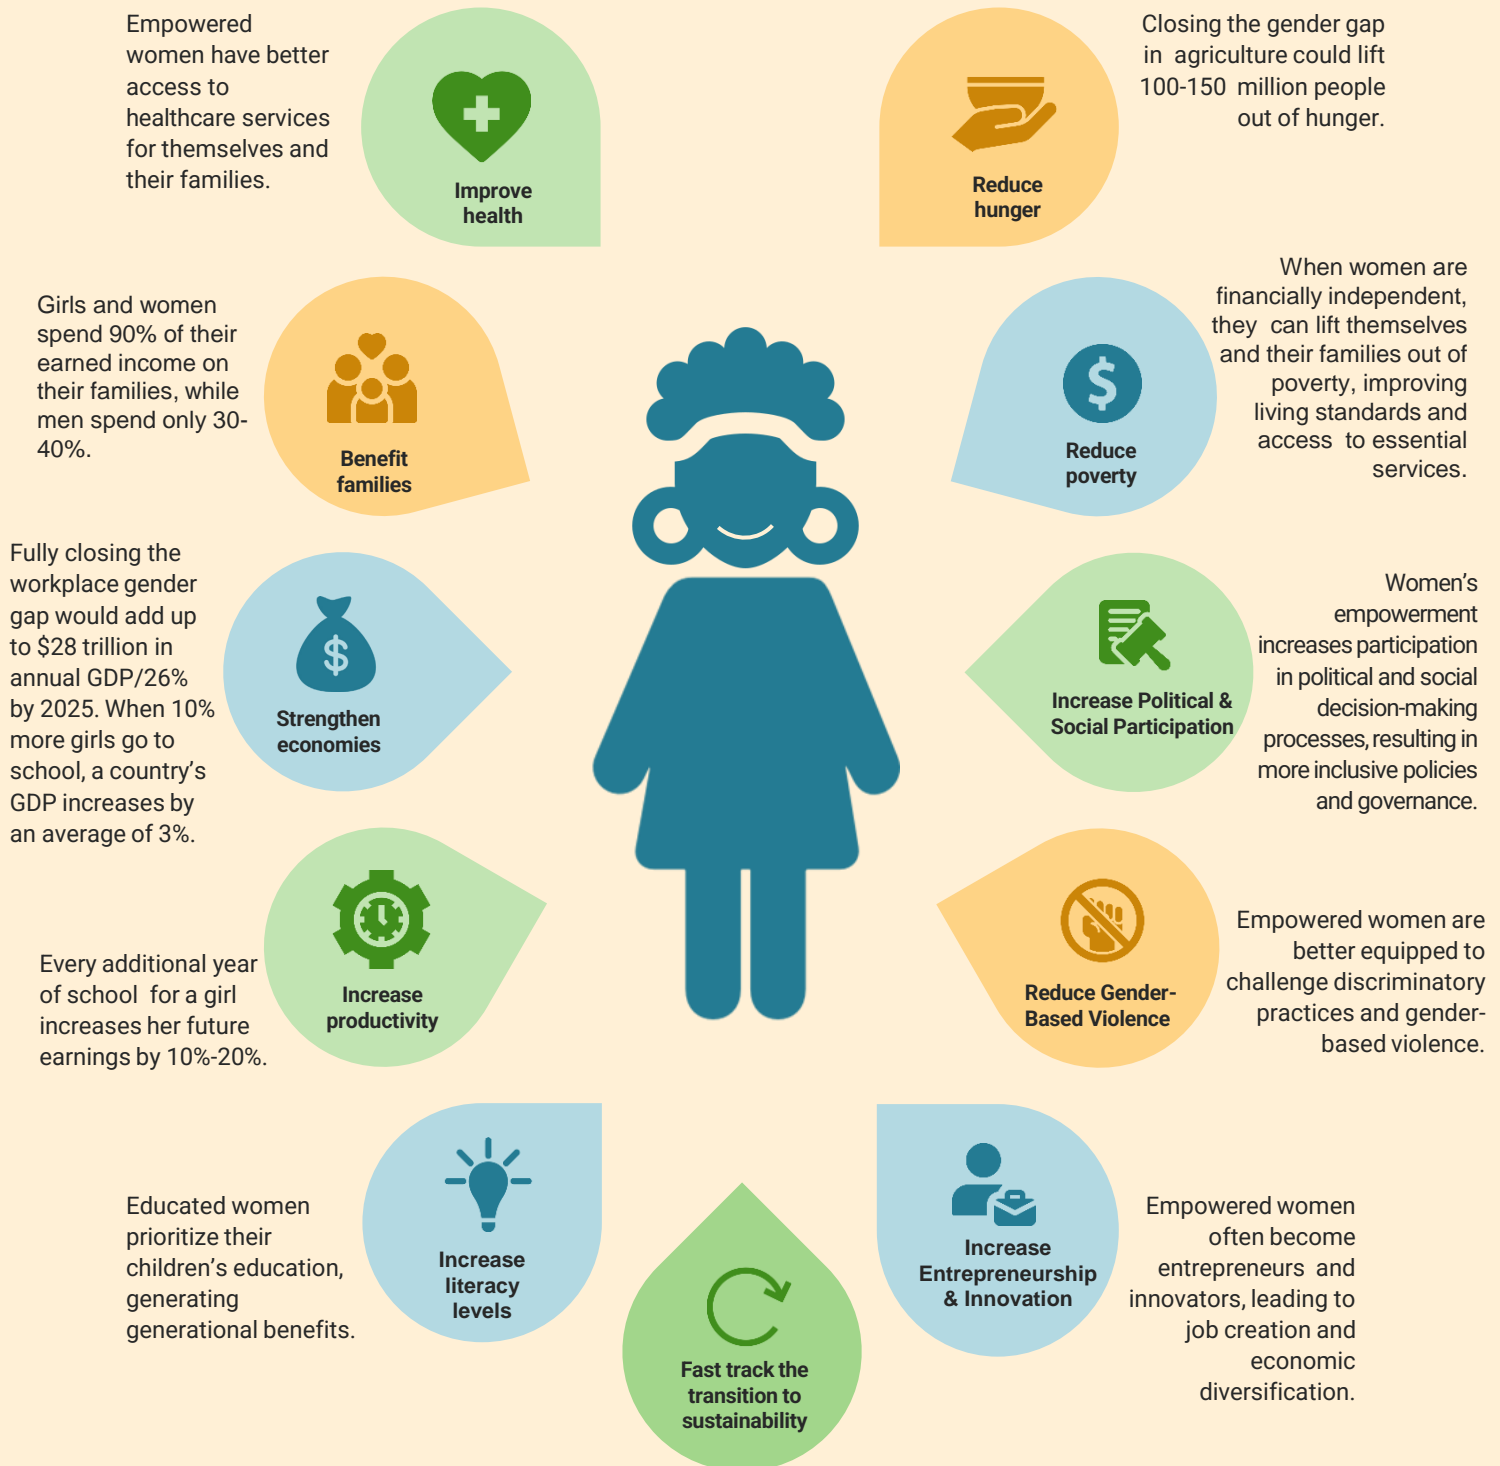 Empowered
women have better
access to
healthcare services
for themselves and
their families.
Improve
health
Closing the gender gap
in agriculture could lift
100-150 million people
out of hunger.
Reduce
hunger
Girls and women
spend 90% of their
earned income on
their families, while
men spend only 30-
40%.
Benefit
families
When women are
financially independent,
they can lift themselves
and their families out of
poverty, improving
living standards and
access to essential
services.
$
Reduce
poverty
Fully closing the
workplace gender
gap would add up
to $28 trillion in
annual GDP/26%
by 2025. When 10%
more girls go to
school, a country's
GDP increases by
an average of 3%.
$
Strengthen
economies
Women's
empowerment
increases participation
in political and social
decision-making
processes, resulting in
more inclusive policies
and governance.
Increase Political &
Social Participation
Every additional year
of school for a girl
increases her future
earnings by 10%-20%.
Increase
productivity
Empowered women are
better equipped to
challenge discriminatory
practices and gender-
based violence.
Reduce Gender-
Based Violence
Educated women
prioritize their
children's education,
generating
generational benefits.
Increase
literacy
levels
Fast track the
transition to
sustainability
Increase
Entrepreneurship
& Innovation
Empowered women
often become
entrepreneurs and
innovators, leading to
job creation and
economic
diversification.